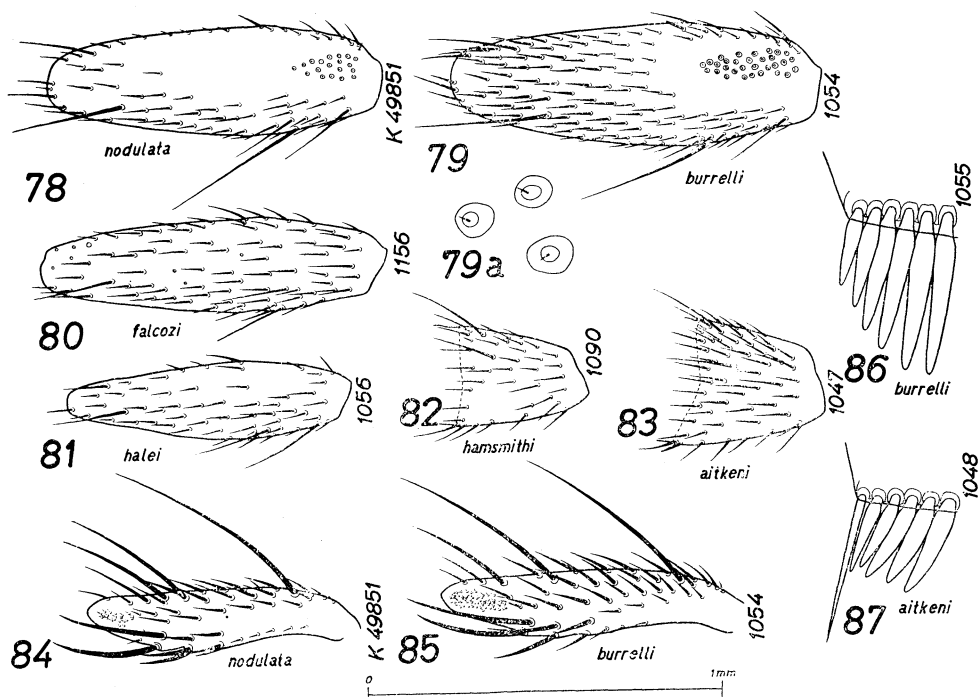 K 49851
nodulata
78
1054
79
burrelli
79a
1156
80
falcozi
1055
86
burrelli
1090
82
hamsmithi
1047
83
aitkeni
1056
81
halei
1048
87
aitkeni
K 49851
84
nodulata
1054
85
burrelli
0 1mm